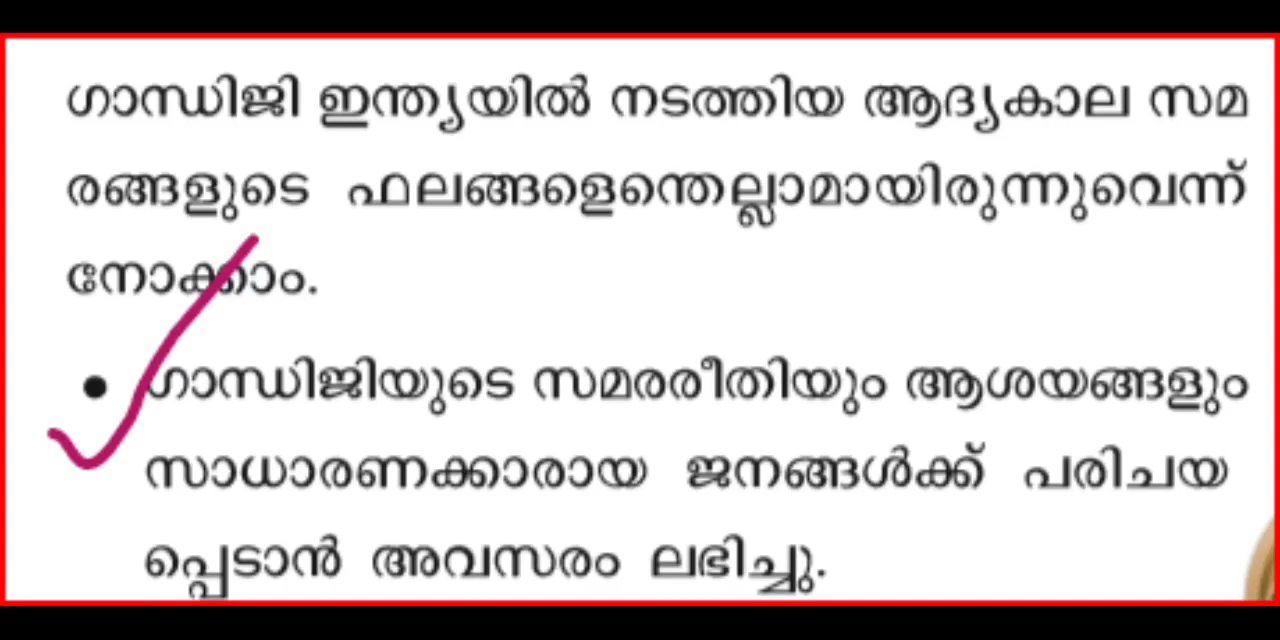 ഗാന്ധിജി ഇന്ത്യയിൽ നടത്തിയ ആദ്യകാല സമ
രങ്ങളുടെ ഫലങ്ങളെന്തെല്ലാമായിരുന്നുവെന്ന്
നോക്കാം.
• ഗാന്ധിജിയുടെ സമരരീതിയും ആശയങ്ങളും
സാധാരണക്കാരായ ജനങ്ങൾക്ക് പരിചയ
പ്പെടാൻ അവസരം ലഭിച്ചു.